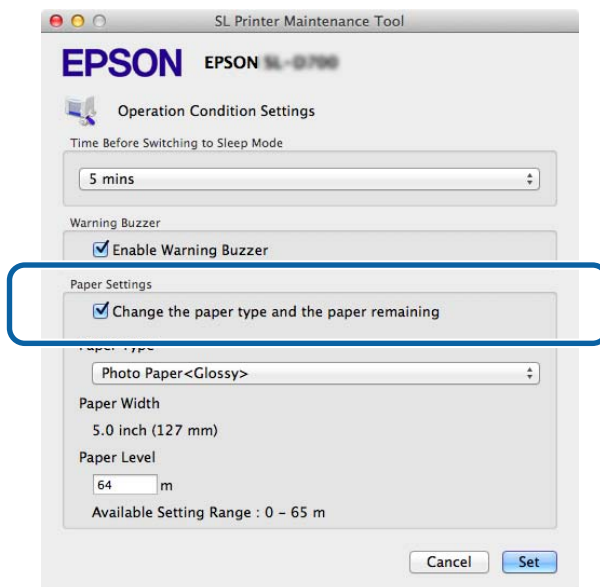 SL Printer Maintenance Tool
EPSON EPSON
Operation Condition Settings
Time Before Switching to Sleep Mode
5 mins
Warning Buzzer
Enable Warning Buzzer
Paper Settings
Change the paper type and the paper remaining
Paper Type
Photo Paper<Glossy>
Paper Width
5.0 inch (127 mm)
Paper Level
64 m
Available Setting Range : 0 – 65 m
Cancel Set